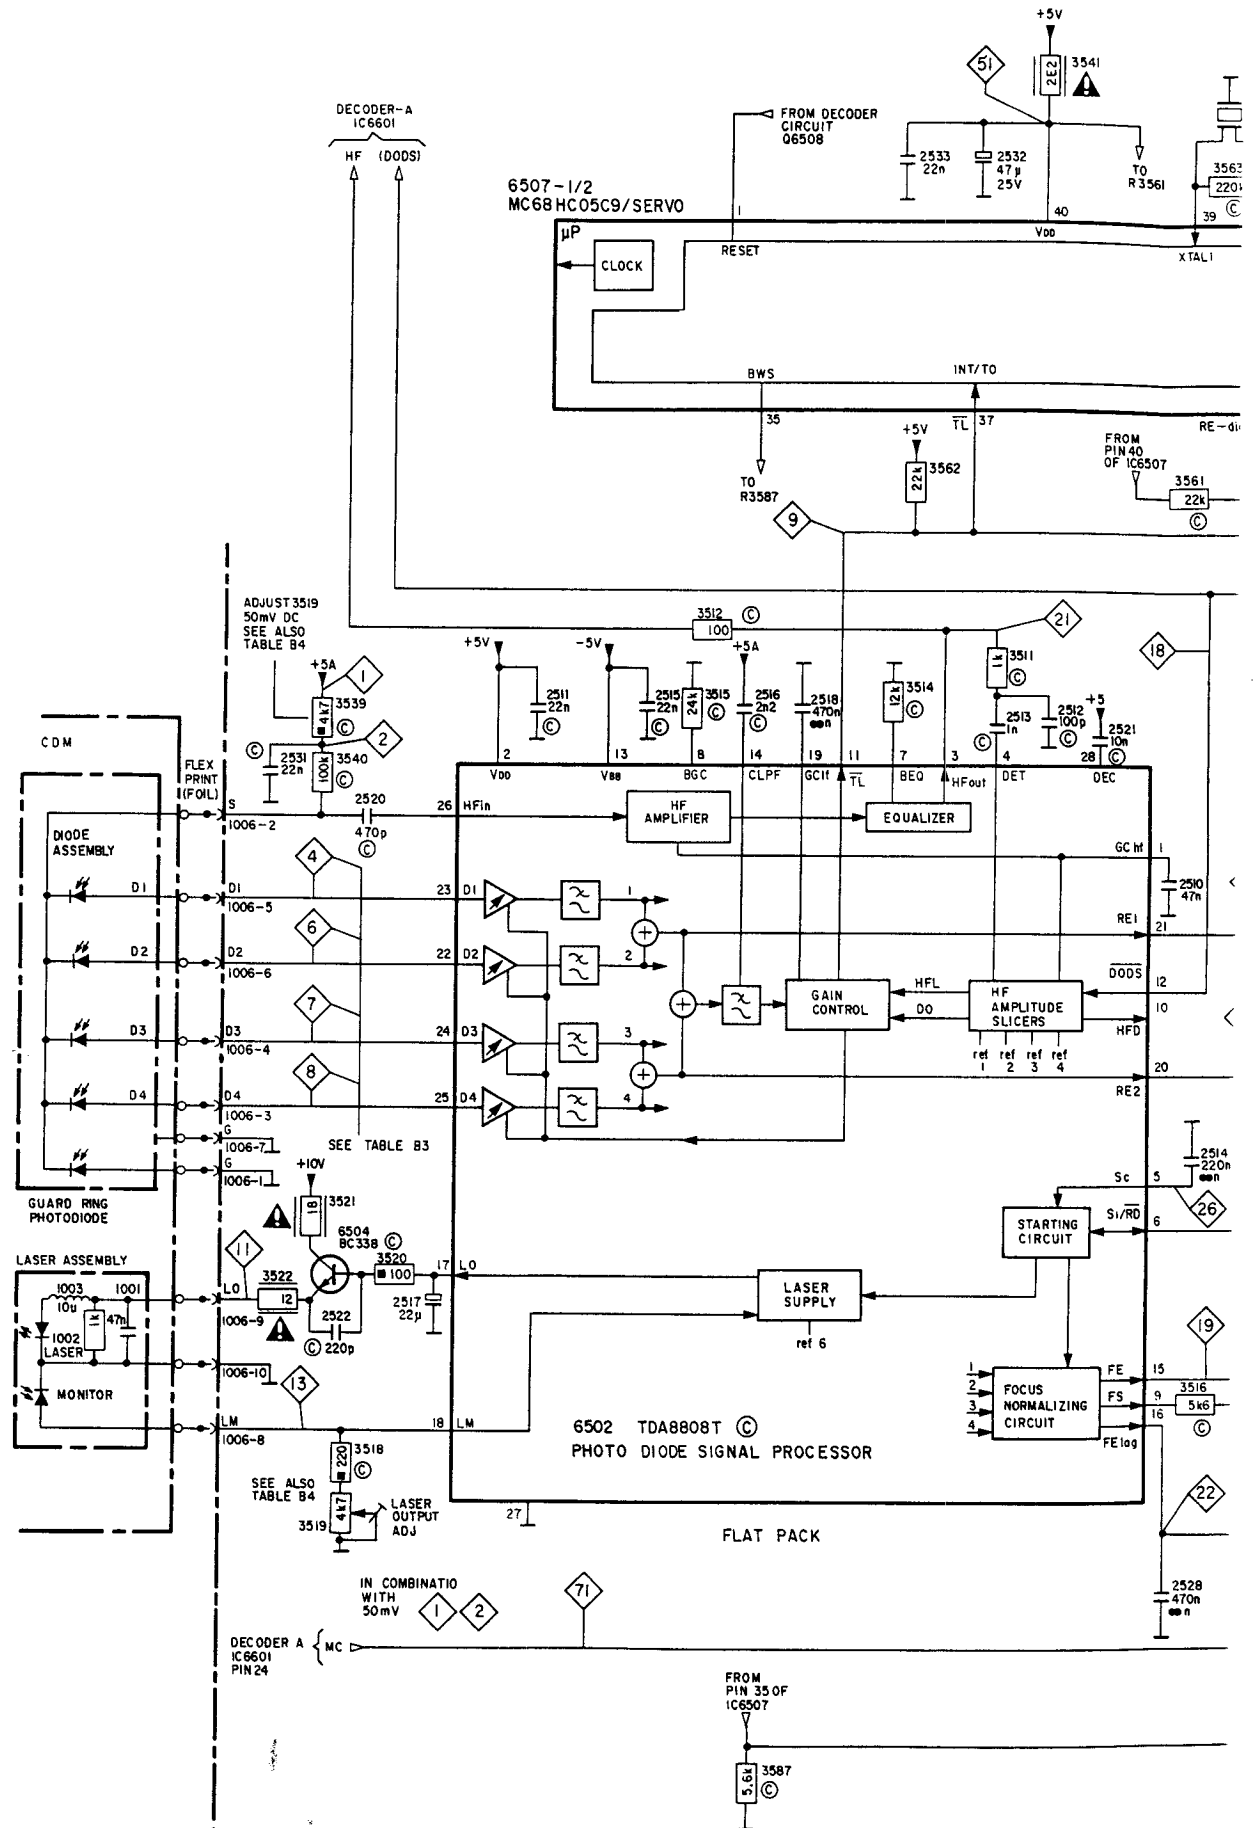 +5V
51
2E2
3541
DECODER-A
IC6601
HF (DODS)
FROM DECODER
CIRCUIT
Q6508
2533
22n
2532
47µ
25V
TO
R3561
3563
220k
©
39
6507-1/2
MC68HC05C9/SERVO
1
40
µP
CLOCK
RESET
VDD
XTAL1
BWS
INT/TO
35
TL 37
RE-di
TO
R3587
+5V
22k
3562
FROM
PIN 40
OF IC6507
3561
22k
©
9
ADJUST 3519
50mV DC
SEE ALSO
TABLE B4
+5A
1
4k7
3539
©
2
©
2531
22n
100k
3540
©
3512 ©
100
21
18
+5V
-5V
+5A
2511
22n
©
2515
22n
©
24k
3515
©
2516
2n2
©
2518
470n
n
12k
3514
©
1k
3511
©
2513
1n
©
2512
100p
©
+5
2521
10n
©
2
13
8
14
19
11
7
3
4
28
VDD
VBB
BGC
CLPF
GClf
TL
BEQ
HFout
DET
DEC
CDM
FLEX
PRINT
(FOIL)
S
1006-2
2520
470p
©
26 HFin
HF
AMPLIFIER
EQUALIZER
GChf 1
2510
47n
DIODE
ASSEMBLY
D1
D1
1006-5
4
23 D1
1
D2
D2
1006-6
6
22 D2
2
RE1
21
D3
D3
1006-4
7
24 D3
3
D4
D4
1006-3
8
25 D4
4
GAIN
CONTROL
HFL
DO
HF
AMPLITUDE
SLICERS
DODS
12
10
HFD
ref
1
ref
2
ref
3
ref
4
20
RE2
G
1006-7
G
1006-1
SEE TABLE B3
GUARD RING
PHOTODIODE
+10V
18
3521
6504
BC338 ©
3520
100
17 LO
2517
22µ
LASER
SUPPLY
ref 6
STARTING
CIRCUIT
Sc 5
2514
220n
n
26
Si/RD 6
LASER ASSEMBLY
1003
10u
1k
1001
47n
1002
LASER
MONITOR
LO
1006-9
11
3522
12
2522
© 220p
1006-10
13
LM
1006-8
18 LM
220
3518
©
SEE ALSO
TABLE B4
3519
4k7
LASER
OUTPUT
ADJ
6502 TDA8808T ©
PHOTO DIODE SIGNAL PROCESSOR
1
2
3
4
FOCUS
NORMALIZING
CIRCUIT
FE 15
19
FS 9
16
FElag
3516
5k6
©
22
27
FLAT PACK
2528
470n
n
IN COMBINATIO
WITH
50mV
1
2
71
DECODER A
IC6601
PIN 24
MC
FROM
PIN 35 OF
IC6507
5.6k
3587
©